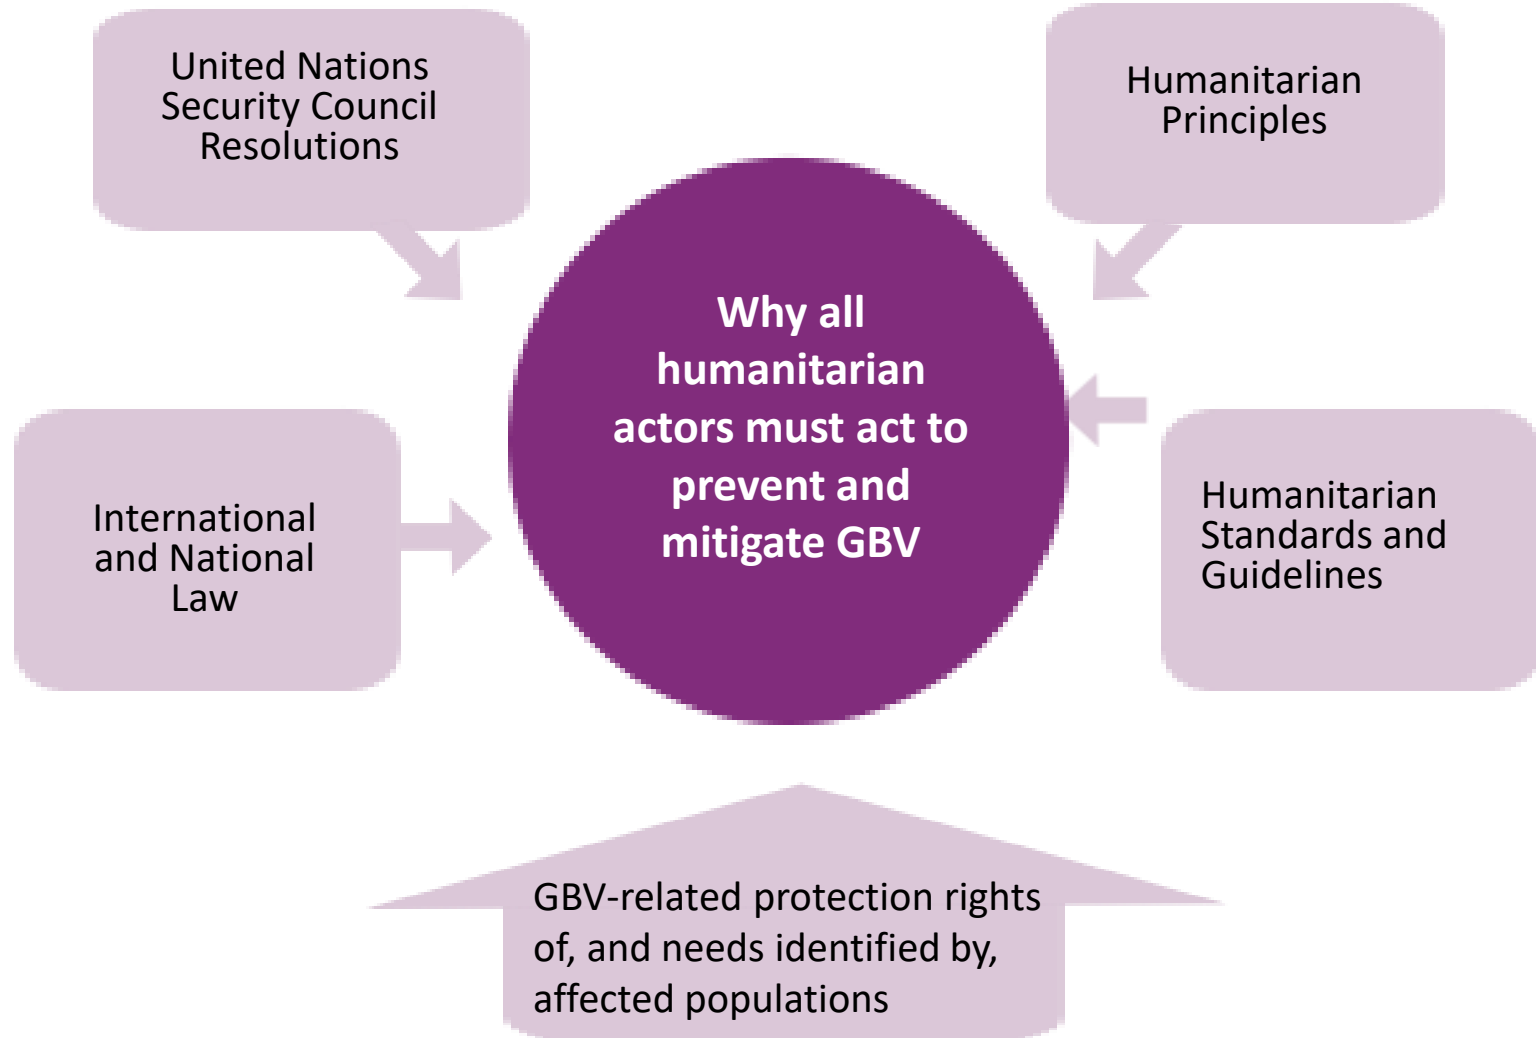 United Nations
Security Council
Resolutions
Humanitarian
Principles
Why all
humanitarian
actors must act to
prevent and
mitigate GBV
International
and National
Law
Humanitarian
Standards and
Guidelines
GBV-related protection rights
of, and needs identified by,
affected populations